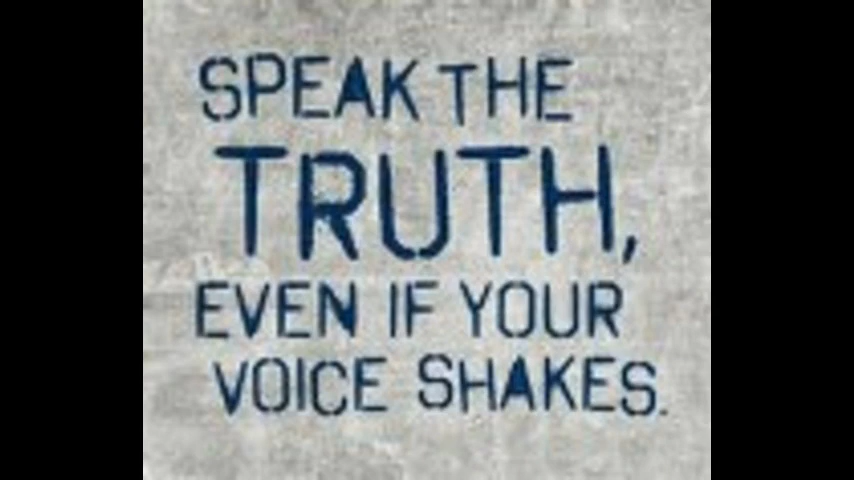 SPEAK THE
TRUTH,
EVEN IF YOUR
VOICE SHAKES.